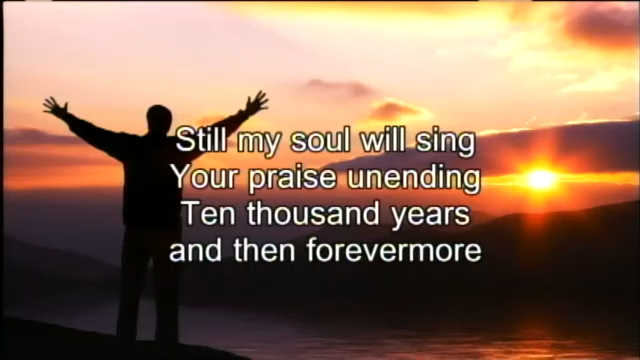 Still my soul will sing
Your praise unending
Ten thousand years
and then forevermore